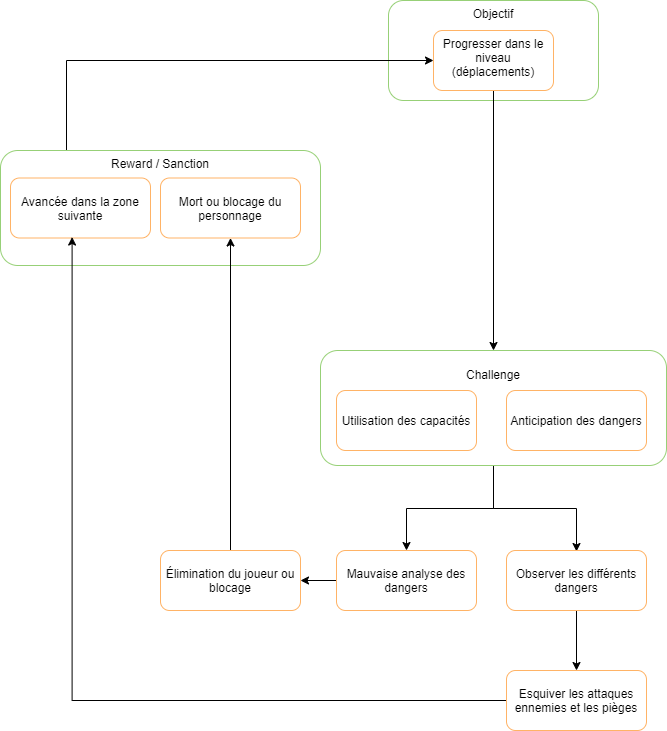 Objectif
Progresser dans le
niveau
(déplacements)
Reward / Sanction
Avancée dans la zone
suivante
Mort ou blocage du
personnage
Challenge
Utilisation des capacités
Anticipation des dangers
Élimination du joueur ou
blocage
Mauvaise analyse des
dangers
Observer les différents
dangers
Esquiver les attaques
ennemies et les pièges